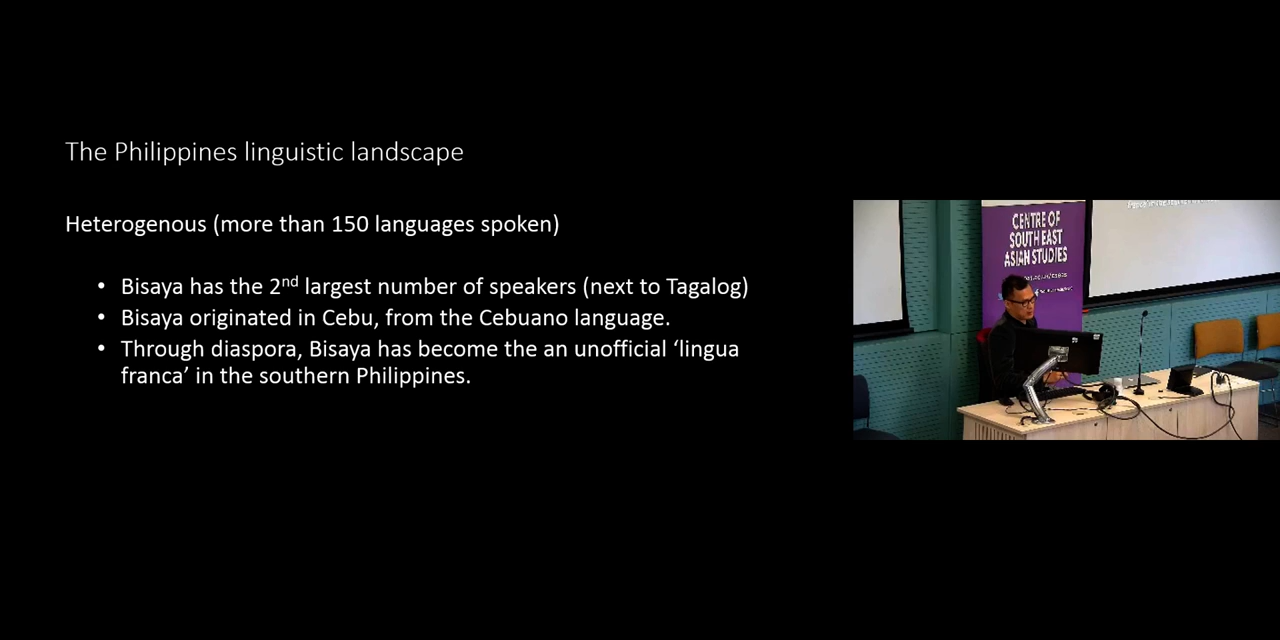 The Philippines linguistic landscape
Heterogenous (more than 150 languages spoken)
• Bisaya has the 2nd largest number of speakers (next to Tagalog)
• Bisaya originated in Cebu, from the Cebuano language.
• Through diaspora, Bisaya has become the an unofficial ‘lingua
franca’ in the southern Philippines.
CENTRE OF
SOUTH EAST
ASIAN STUDIES